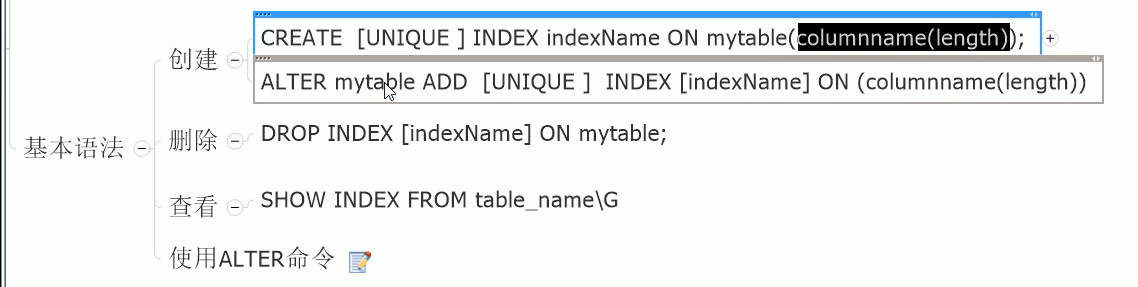 基本语法
创建
CREATE  [UNIQUE ] INDEX indexName ON mytable(columnname(length));
ALTER mytable ADD  [UNIQUE ]  INDEX [indexName] ON (columnname(length))
删除
DROP INDEX [indexName] ON mytable;
查看
SHOW INDEX FROM table_name\G
使用ALTER命令